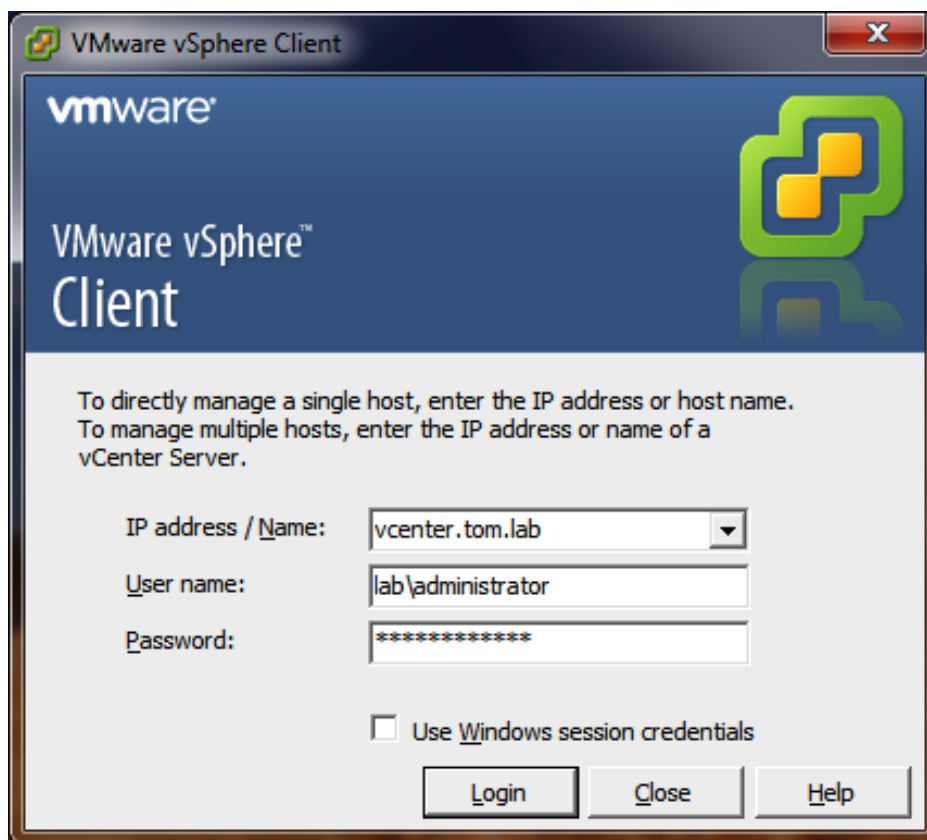 VMware vSphere Client
vmware®
VMware vSphere™
Client
To directly manage a single host, enter the IP address or host name.
To manage multiple hosts, enter the IP address or name of a
vCenter Server.
IP address / Name: vcenter.tom.lab
User name: lab\administrator
Password: ************
Use Windows session credentials
Login Close Help